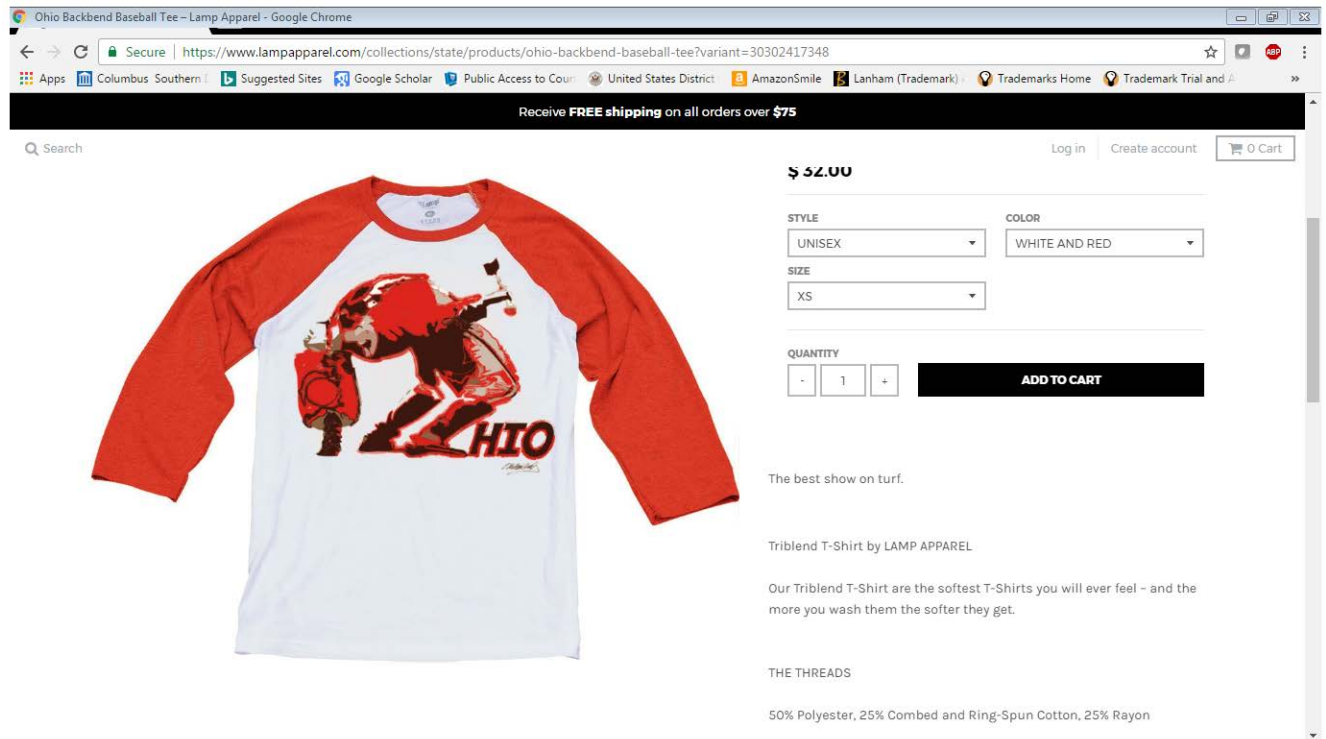 Ohio Backbend Baseball Tee – Lamp Apparel - Google Chrome
Secure | https://www.lampapparel.com/collections/state/products/ohio-backbend-baseball-tee?variant=30302417348
ABP
Apps Columbus Southern Suggested Sites Google Scholar Public Access to Cour United States District AmazonSmile Lanham (Trademark) Trademarks Home Trademark Trial and A »
Receive FREE shipping on all orders over $75
Search Log in Create account 0 Cart
$ 32.00
STYLE COLOR
UNISEX WHITE AND RED
SIZE
XS
QUANTITY
- 1 + ADD TO CART
HIO
The best show on turf.
Triblend T-Shirt by LAMP APPAREL
Our Triblend T-Shirt are the softest T-Shirts you will ever feel – and the
more you wash them the softer they get.
THE THREADS
50% Polyester, 25% Combed and Ring-Spun Cotton, 25% Rayon